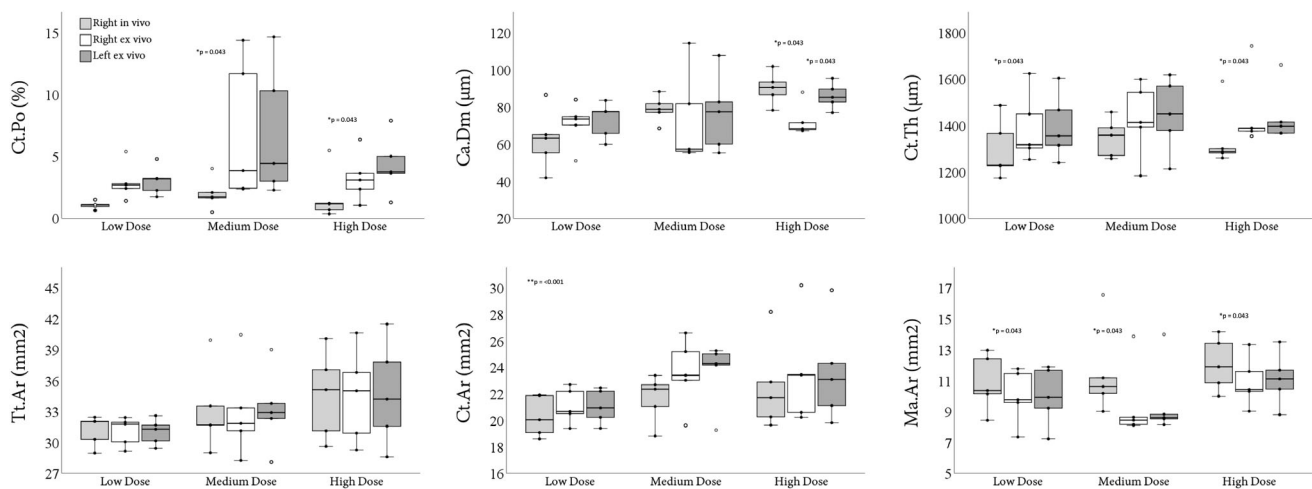 Ct.Po (%)
15
10
5
0
Right in vivo
Right ex vivo
Left ex vivo
*p = 0.043
*p = 0.043
Low Dose
Medium Dose
High Dose
Ca.Dm (μm)
120
100
80
60
40
20
*p = 0.043
*p = 0.043
Low Dose
Medium Dose
High Dose
Ct.Th (μm)
1800
1600
1400
1200
1000
*p = 0.043
*p = 0.043
Low Dose
Medium Dose
High Dose
Tt.Ar (mm2)
45
42
39
36
33
30
27
Low Dose
Medium Dose
High Dose
Ct.Ar (mm2)
30
28
26
24
22
20
18
16
**p = <0.001
Low Dose
Medium Dose
High Dose
Ma.Ar (mm2)
19
17
15
13
11
9
7
5
*p = 0.043
*p = 0.043
*p = 0.043
Low Dose
Medium Dose
High Dose